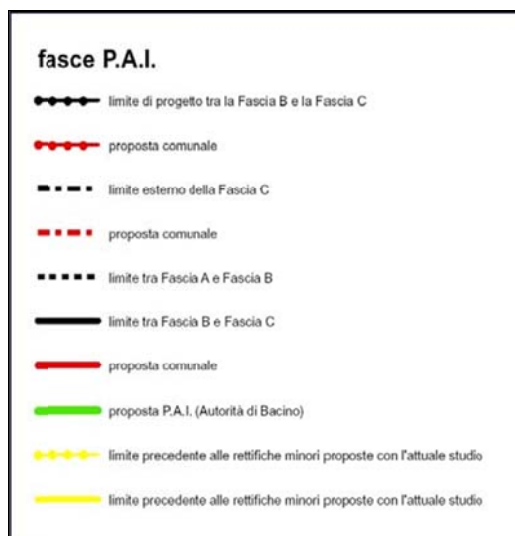 fasce P.A.I.
limite di progetto tra la Fascia B e la Fascia C
proposta comunale
limite esterno della Fascia C
proposta comunale
limite tra Fascia A e Fascia B
limite tra Fascia B e Fascia C
proposta comunale
proposta P.A.I. (Autorità di Bacino)
limite precedente alle rettifiche minori proposte con l'attuale studio
limite precedente alle rettifiche minori proposte con l'attuale studio